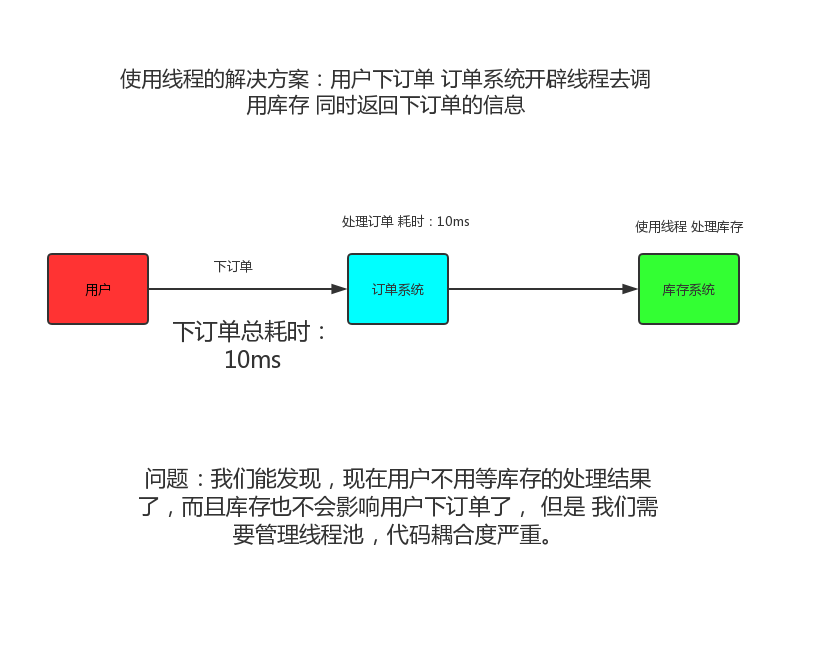 使用线程的解决方案：用户下订单 订单系统开辟线程去调
用库存 同时返回下订单的信息
处理订单 耗时：10ms
使用线程 处理库存
下订单
用户
订单系统
库存系统
下订单总耗时：
10ms
问题：我们能发现，现在用户不用等库存的处理结果
了，而且库存也不会影响用户下订单了， 但是 我们需
要管理线程池，代码耦合度严重。